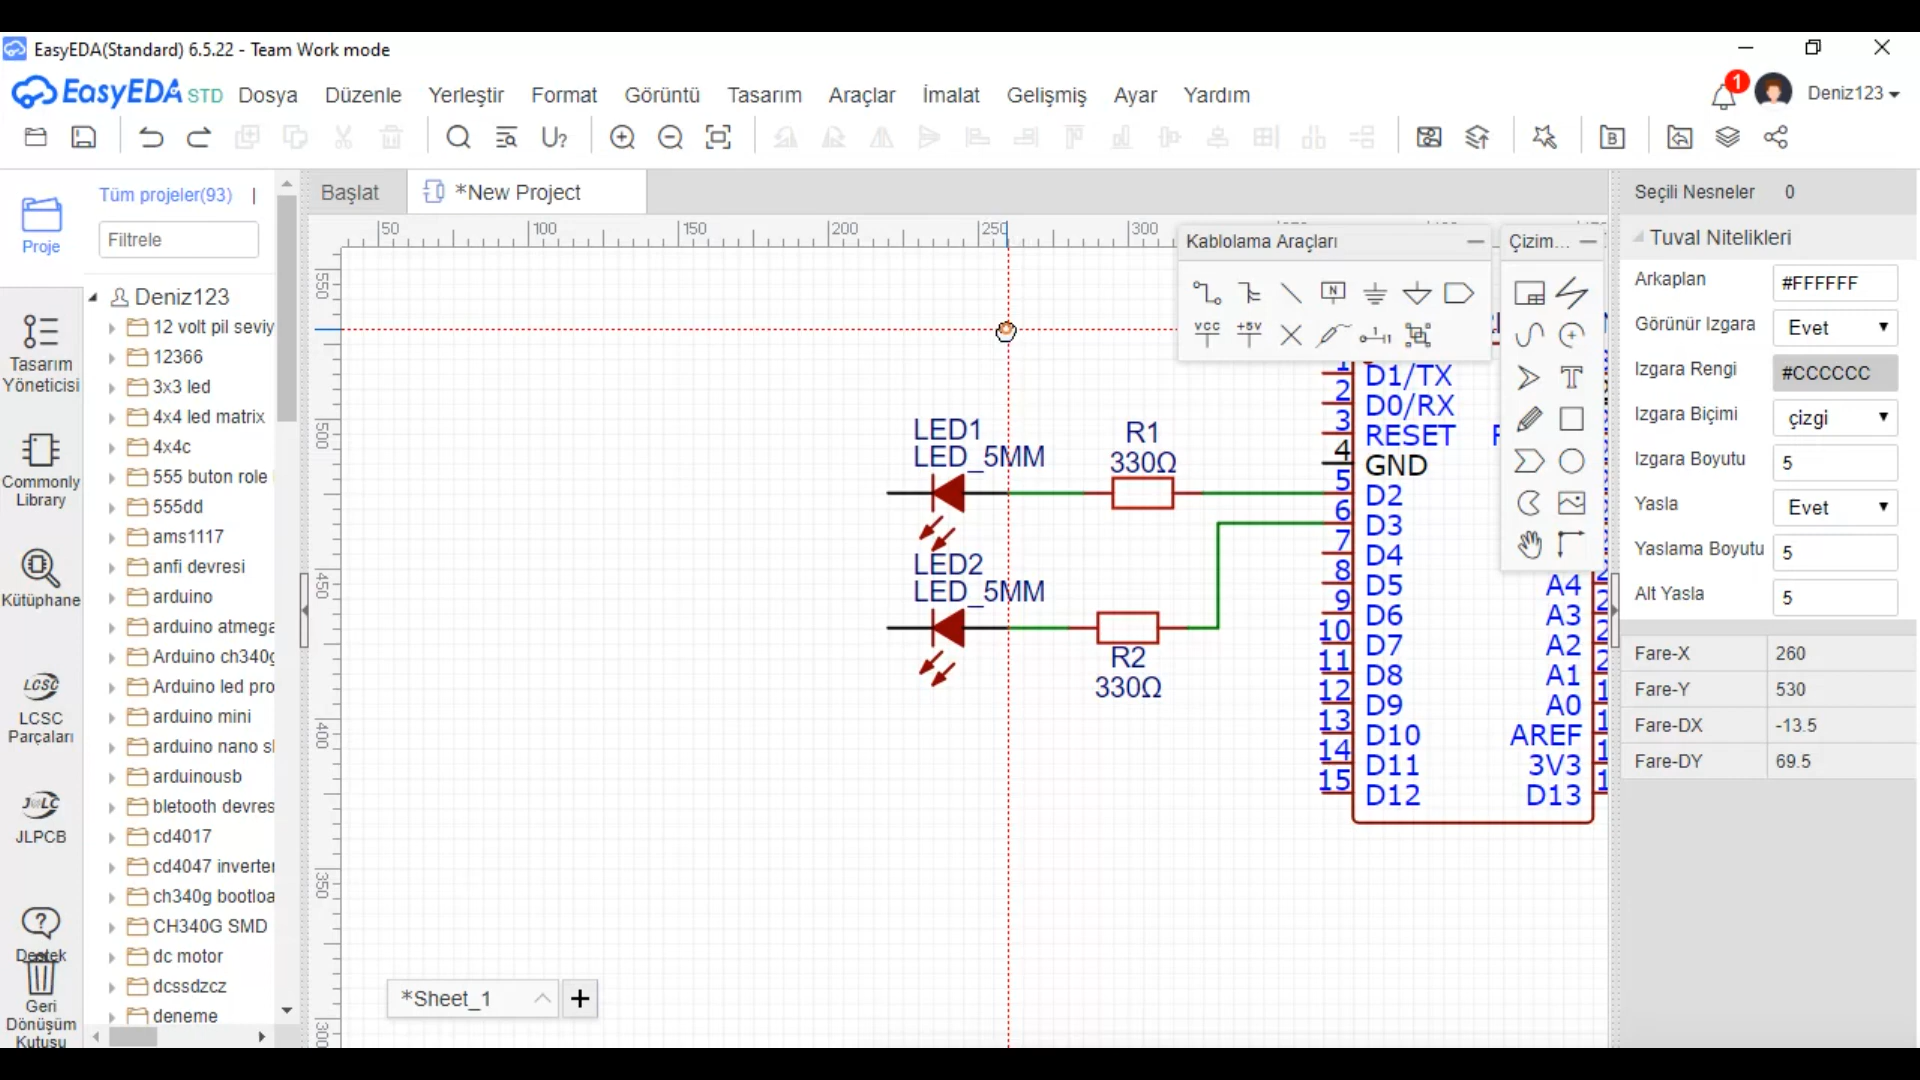 EasyEDA(Standard) 6.5.22 - Team Work mode
EasyEDA STD Dosya Düzenle Yerleştir Format Görüntü Tasarım Araçlar İmalat Gelişmiş Ayar Yardım
1 Deniz123
Başlat *New Project
Proje
Tasarım
Yöneticisi
Commonly
Library
Kütüphane
LCSC
LCSC
Parçaları
JLPCB
Destek
Geri
Dönüşüm
Kutusu
Tüm projeler(93)
Filtrele
Deniz123
12 volt pil seviy
12366
3x3 led
4x4 led matrix
4x4c
555 buton role
555dd
ams1117
anfi devresi
arduino
arduino atmega
Arduino ch340g
Arduino led pro
arduino mini
arduino nano s
arduinousb
bletooth devres
cd4017
cd4047 inverter
ch340g bootloa
CH340G SMD
dc motor
dcssdzcz
deneme
50 100 150 200 250 300
550
500
450
400
350
300
Kablolama Araçları
N
VCC +5V
Çizim...
T
LED1
LED_5MM
R1
330Ω
LED2
LED_5MM
R2
330Ω
1 D1/TX
2 D0/RX
3 RESET
4 GND
5 D2
6 D3
7 D4
8 D5 A4
9 D6 A3
10 D7 A2
11 D8 A1
12 D9 A0
13 D10 AREF
14 D11 3V3
15 D12 D13
*Sheet_1 +
Seçili Nesneler 0
Tuval Nitelikleri
Arkaplan #FFFFFF
Görünür Izgara Evet
Izgara Rengi #CCCCCC
Izgara Biçimi çizgi
Izgara Boyutu 5
Yasla Evet
Yaslama Boyutu 5
Alt Yasla 5
Fare-X 260
Fare-Y 530
Fare-DX -13.5
Fare-DY 69.5